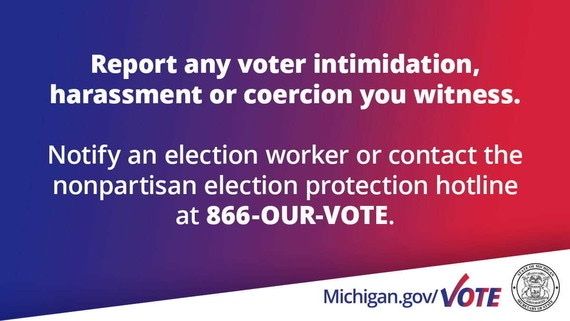 Report any voter intimidation,
harassment or coercion you witness.
Notify an election worker or contact the
nonpartisan election protection hotline
at 866-OUR-VOTE.
Michigan.gov/VOTE